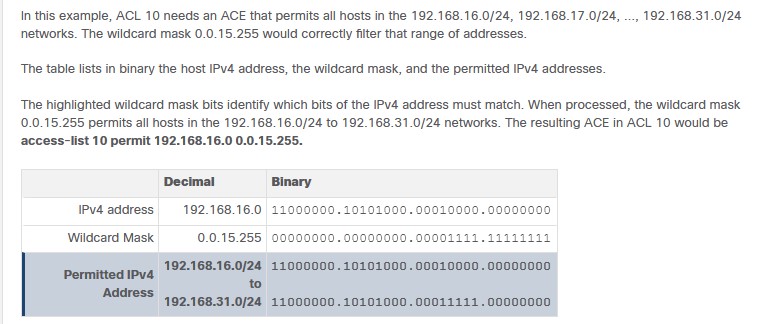 In this example, ACL 10 needs an ACE that permits all hosts in the 192.168.16.0/24, 192.168.17.0/24, ..., 192.168.31.0/24
networks. The wildcard mask 0.0.15.255 would correctly filter that range of addresses.
The table lists in binary the host IPv4 address, the wildcard mask, and the permitted IPv4 addresses.
The highlighted wildcard mask bits identify which bits of the IPv4 address must match. When processed, the wildcard mask
0.0.15.255 permits all hosts in the 192.168.16.0/24 to 192.168.31.0/24 networks. The resulting ACE in ACL 10 would be
access-list 10 permit 192.168.16.0 0.0.15.255.
Decimal Binary
IPv4 address 192.168.16.0 11000000.10101000.00010000.00000000
Wildcard Mask 0.0.15.255 00000000.00000000.00001111.11111111
Permitted IPv4 Address 192.168.16.0/24 11000000.10101000.00010000.00000000
to
192.168.31.0/24 11000000.10101000.00011111.00000000